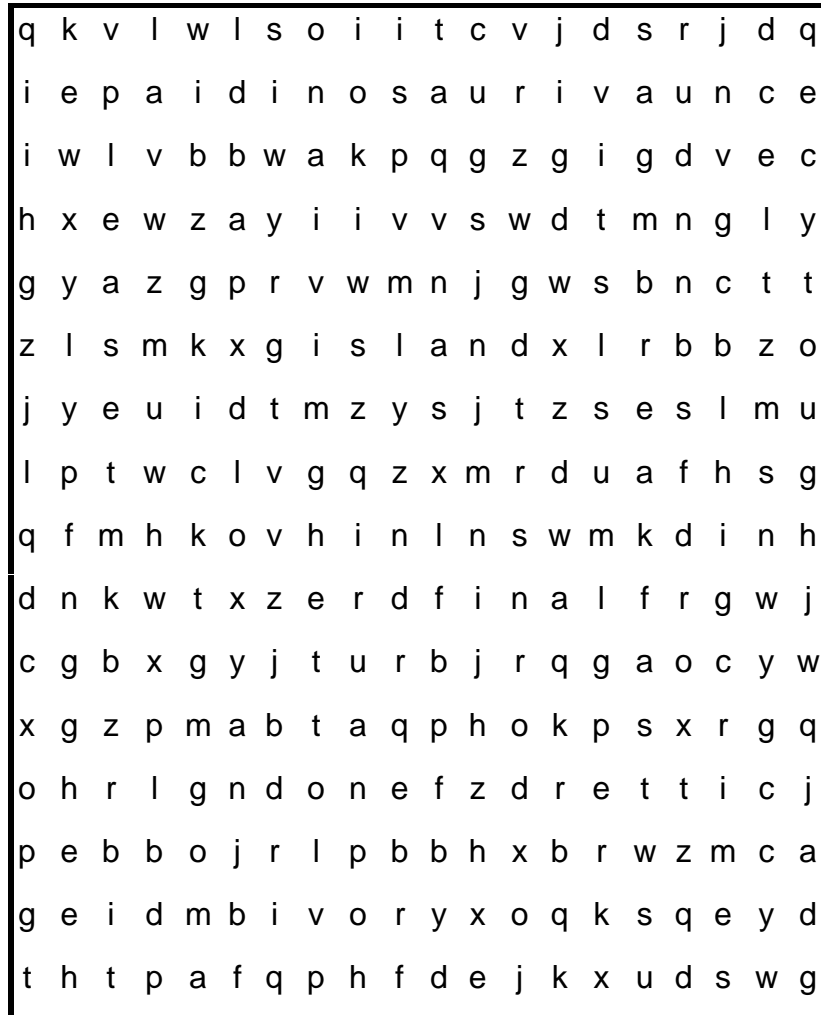 q k v l w l s o i i t c v j d s r j d q
i e p a i d i n o s a u r i v a u n c e
i w l v b b w a k p q g z g i g d v e c
h x e w z a y i i v v s w d t m n g l y
g y a z g p r v w m n j g w s b n c t t
z l s m k x g i s l a n d x l r b b z o
j y e u i d t m z y s j t z s e s l m u
l p t w c l v g q z x m r d u a f h s g
q f m h k o v h i n l n s w m k d i n h
d n k w t x z e r d f i n a l f r g w j
c g b x g y j t u r b j r q g a o c y w
x g z p m a b t a q p h o k p s x r g q
o h r l g n d o n e f z d r e t t i c j
p e b b o j r l p b b h x b r w z m c a
g e i d m b i v o r y x o q k s q e y d
t h t p a f q p h f d e j k x u d s w g